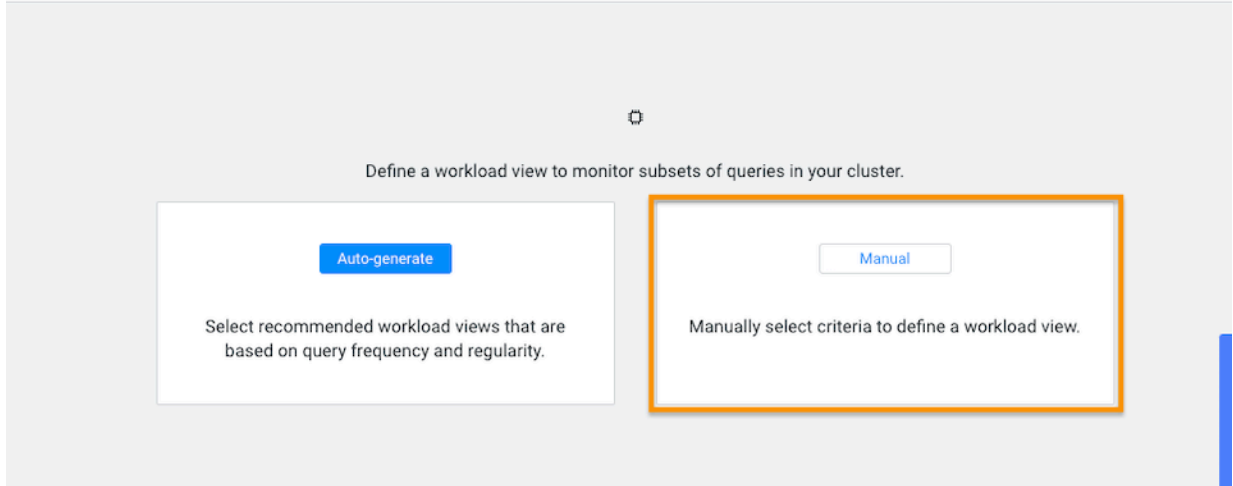 Define a workload view to monitor subsets of queries in your cluster.
Auto-generate
Select recommended workload views that are
based on query frequency and regularity.
Manual
Manually select criteria to define a workload view.